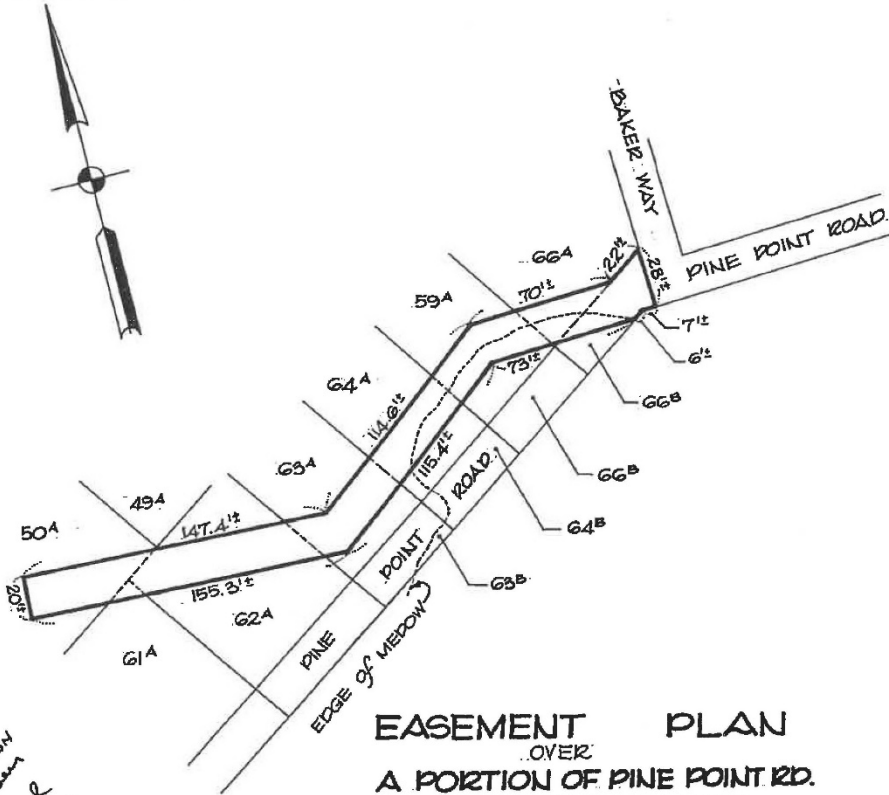 BAKER WAY
PINE POINT ROAD.
66A
22'±
28'±
70'±
59A
7'±
6'±
73'±
64A
66B
114.6'±
115.4'±
ROAD
66B
63A
49A
147.4'±
50A
POINT
64B
20'±
155.3'±
63B
62A
61A
PINE
EDGE of MEDOW
EASEMENT PLAN
OVER
A PORTION OF PINE POINT RD.